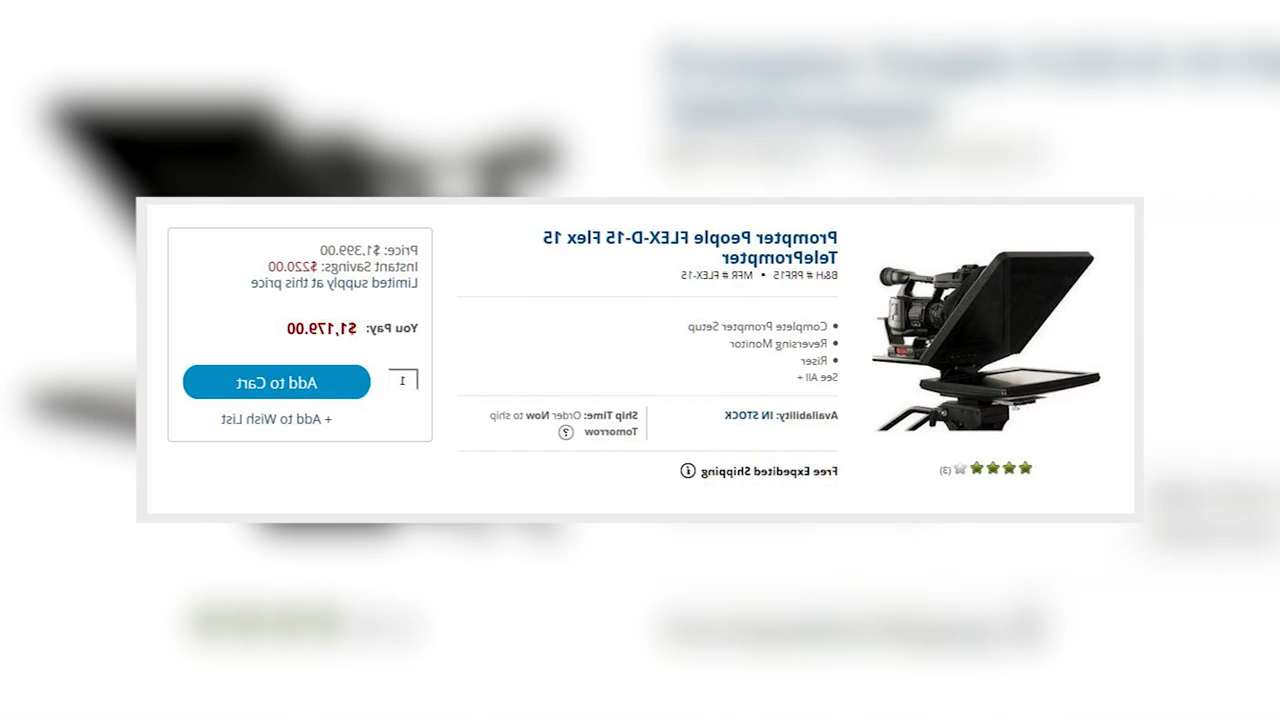 Prompter People FLEX-D-15 Flex 15
TelePrompter
B&H # PRF15 • MFR # FLEX-15
• Complete Prompter Setup
• Reversing Monitor
• Riser
See All +
Availability: IN STOCK
Ship Time: Order Now to ship
Tomorrow ?
Free Expedited Shipping i
(3)
Price: $1,399.00
Instant Savings: $220.00
Limited supply at this price
You Pay: $1,179.00
1
Add to Cart
+ Add to Wish List